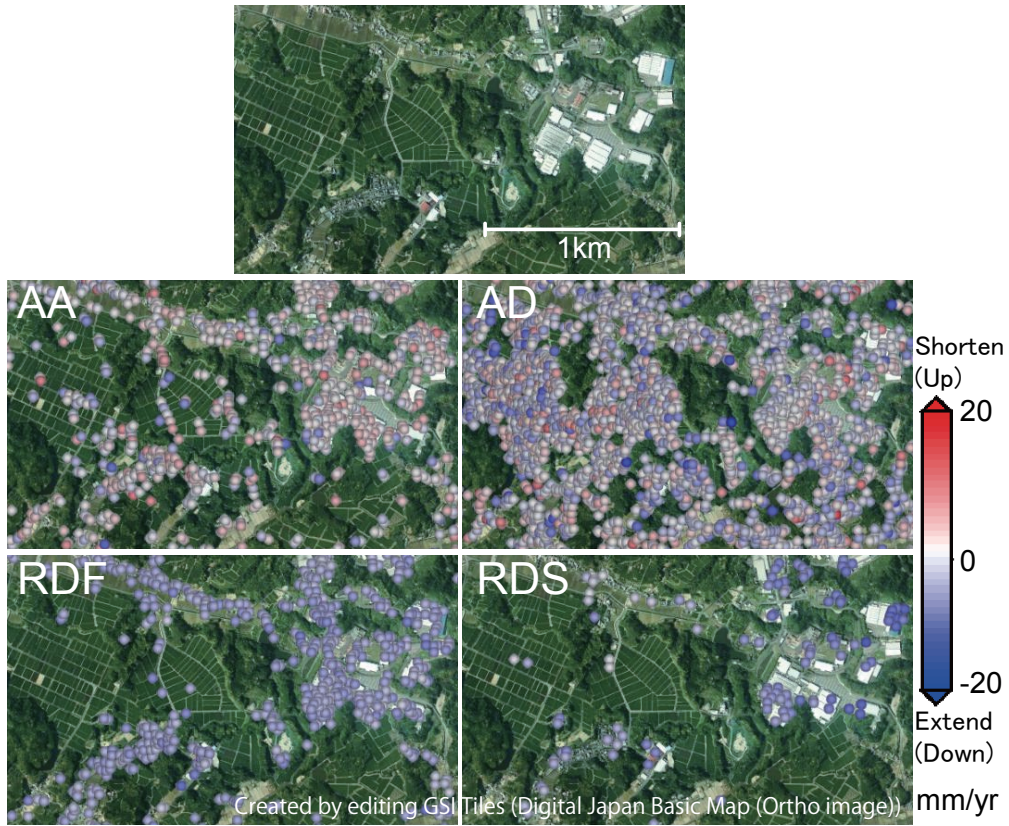 1km
AA
AD
Shorten
(Up)
20
0
-20
Extend
(Down)
mm/yr
RDF
RDS
Created by editing GSI Tiles (Digital Japan Basic Map (Ortho image))